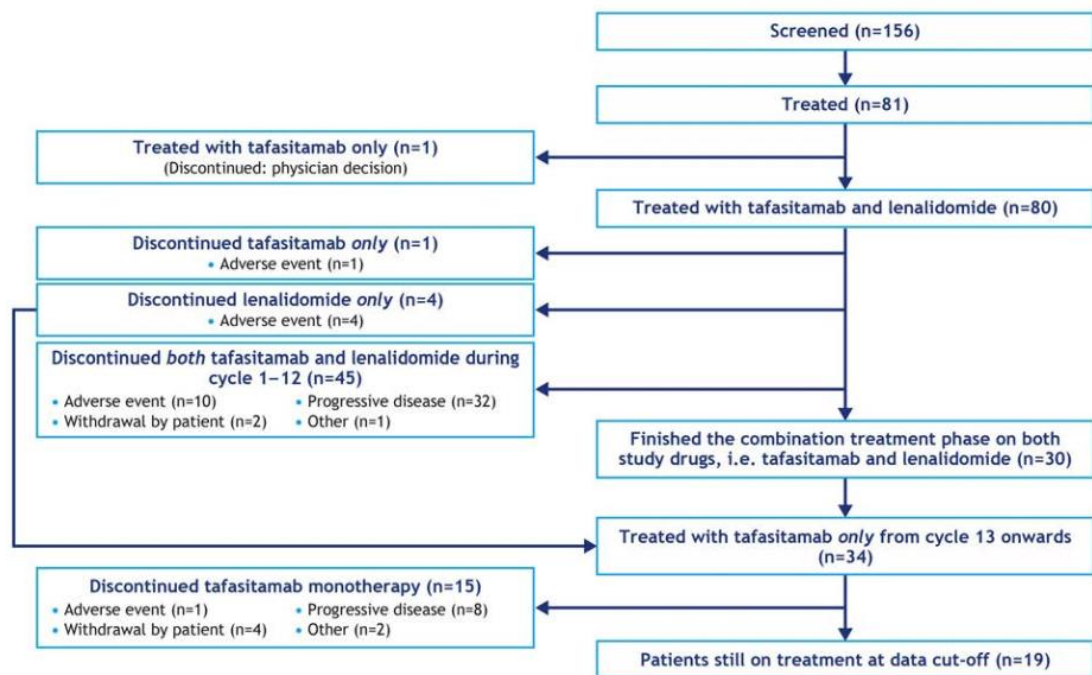 Screened (n=156)
Treated (n=81)
Treated with tafasitamab only (n=1)
(Discontinued: physician decision)
Treated with tafasitamab and lenalidomide (n=80)
Discontinued tafasitamab only (n=1)
• Adverse event (n=1)
Discontinued lenalidomide only (n=4)
• Adverse event (n=4)
Discontinued both tafasitamab and lenalidomide during
cycle 1–12 (n=45)
• Adverse event (n=10) • Progressive disease (n=32)
• Withdrawal by patient (n=2) • Other (n=1)
Finished the combination treatment phase on both
study drugs, i.e. tafasitamab and lenalidomide (n=30)
Treated with tafasitamab only from cycle 13 onwards
(n=34)
Discontinued tafasitamab monotherapy (n=15)
• Adverse event (n=1) • Progressive disease (n=8)
• Withdrawal by patient (n=4) • Other (n=2)
Patients still on treatment at data cut-off (n=19)